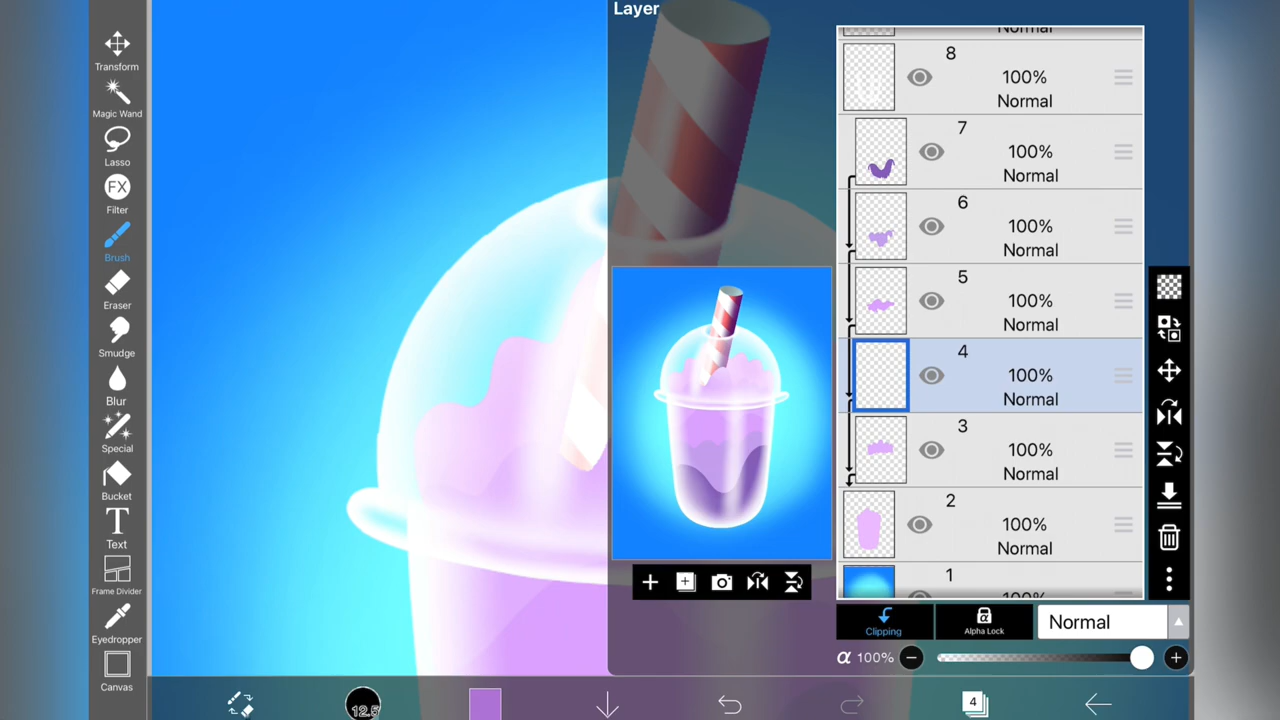 Transform
Magic Wand
Lasso
FX
Filter
Brush
Eraser
Smudge
Blur
Special
Bucket
T
Text
Frame Divider
Eyedropper
Canvas
Layer
Normal
8
100%
Normal
7
100%
Normal
6
100%
Normal
5
100%
Normal
4
100%
Normal
3
100%
Normal
2
100%
Normal
1
100%
Clipping
α
Alpha Lock
Normal
α 100%
12.5
4